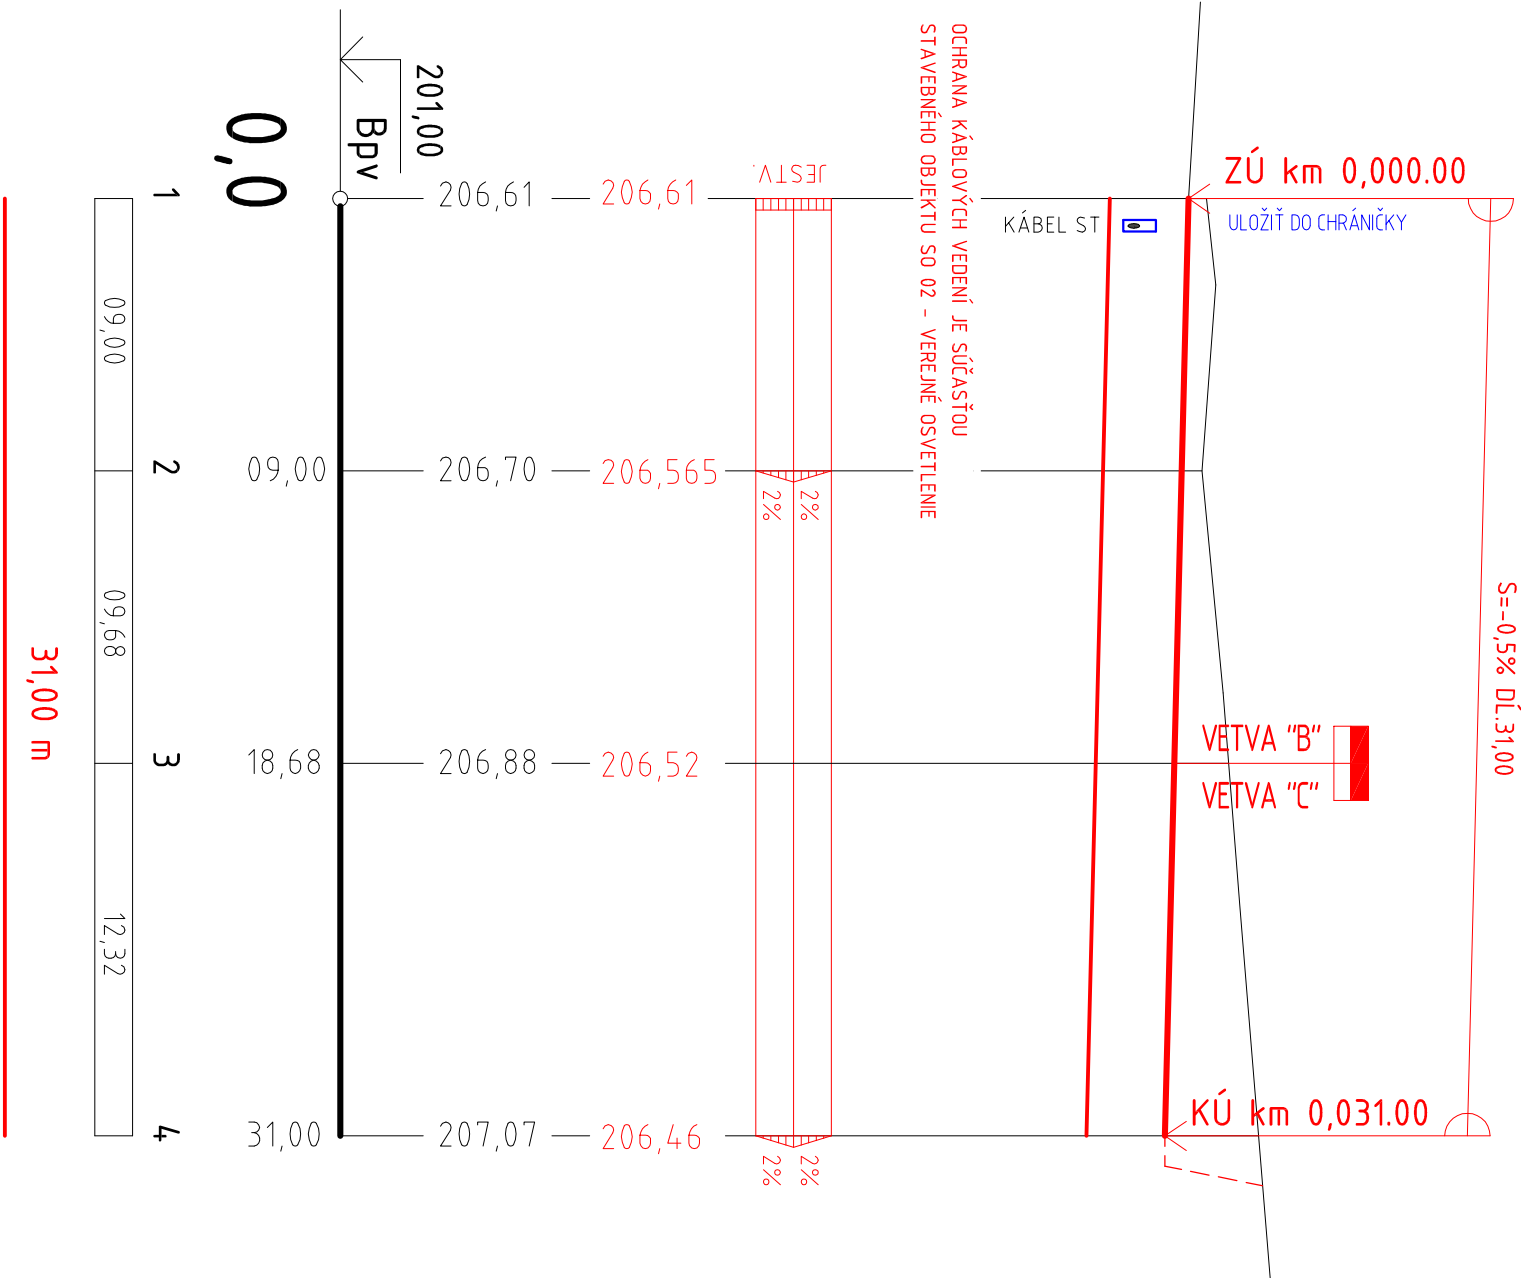 ZÚ km 0,000.00
ULOŽIŤ DO CHRÁNIČKY
KÁBEL ST
OCHRANA KÁBLOVÝCH VEDENÍ JE SÚČASŤOU
STAVEBNÉHO OBJEKTU SO 02 - VEREJNÉ OSVETLENIE
S=-0,5% DĹ.31,00
VETVA "B"
VETVA "C"
KÚ km 0,031.00
JESTV.
2% 2%
2% 2%
201,00
Bpv
0,0
206,61 206,61
09,00 206,70 206,565
18,68 206,88 206,52
31,00 207,07 206,46
1 2 3 4
09,00 09,68 12,32
31,00 m